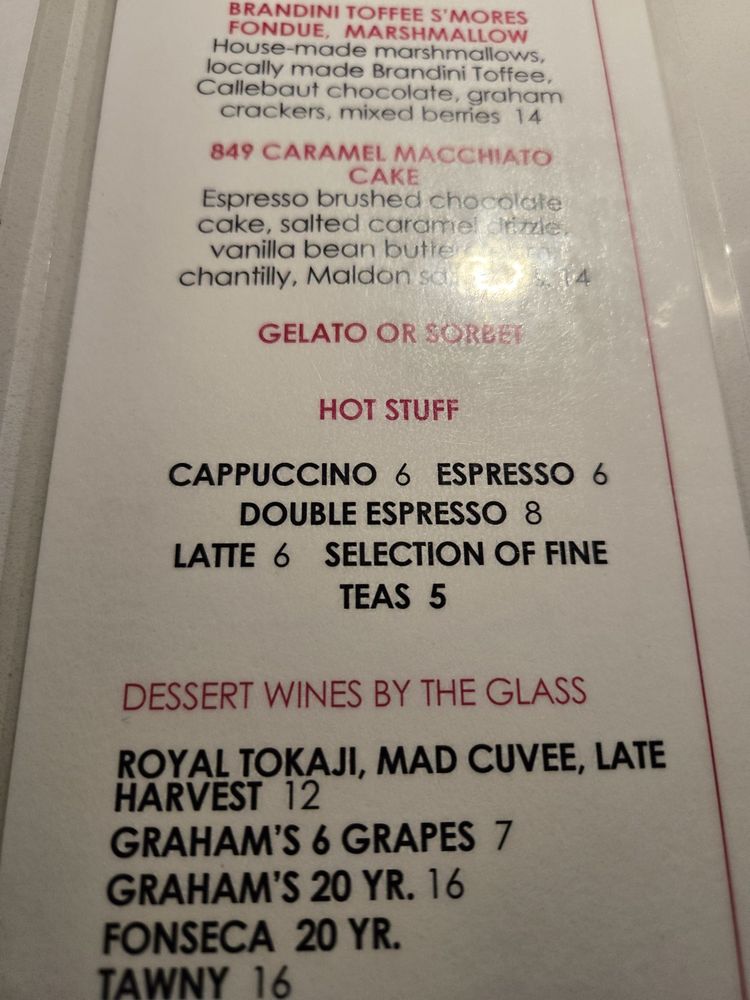 BRANDINI TOFFEE S'MORES
FONDUE, MARSHMALLOW
House-made marshmallows,
locally made Brandini Toffee,
Callebaut chocolate, graham
crackers, mixed berries 14
849 CARAMEL MACCHIATO
CAKE
Espresso brushed chocolate
cake, salted caramel drizzle,
vanilla bean
chantilly, Maldon 14
GELATO OR SORBET
HOT STUFF
CAPPUCCINO 6 ESPRESSO 6
DOUBLE ESPRESSO 8
LATTE 6 SELECTION OF FINE
TEAS 5
DESSERT WINES BY THE GLASS
ROYAL TOKAJI, MAD CUVEE, LATE
HARVEST 12
GRAHAM'S 6 GRAPES 7
GRAHAM'S 20 YR. 16
FONSECA 20 YR.
TAWNY 16